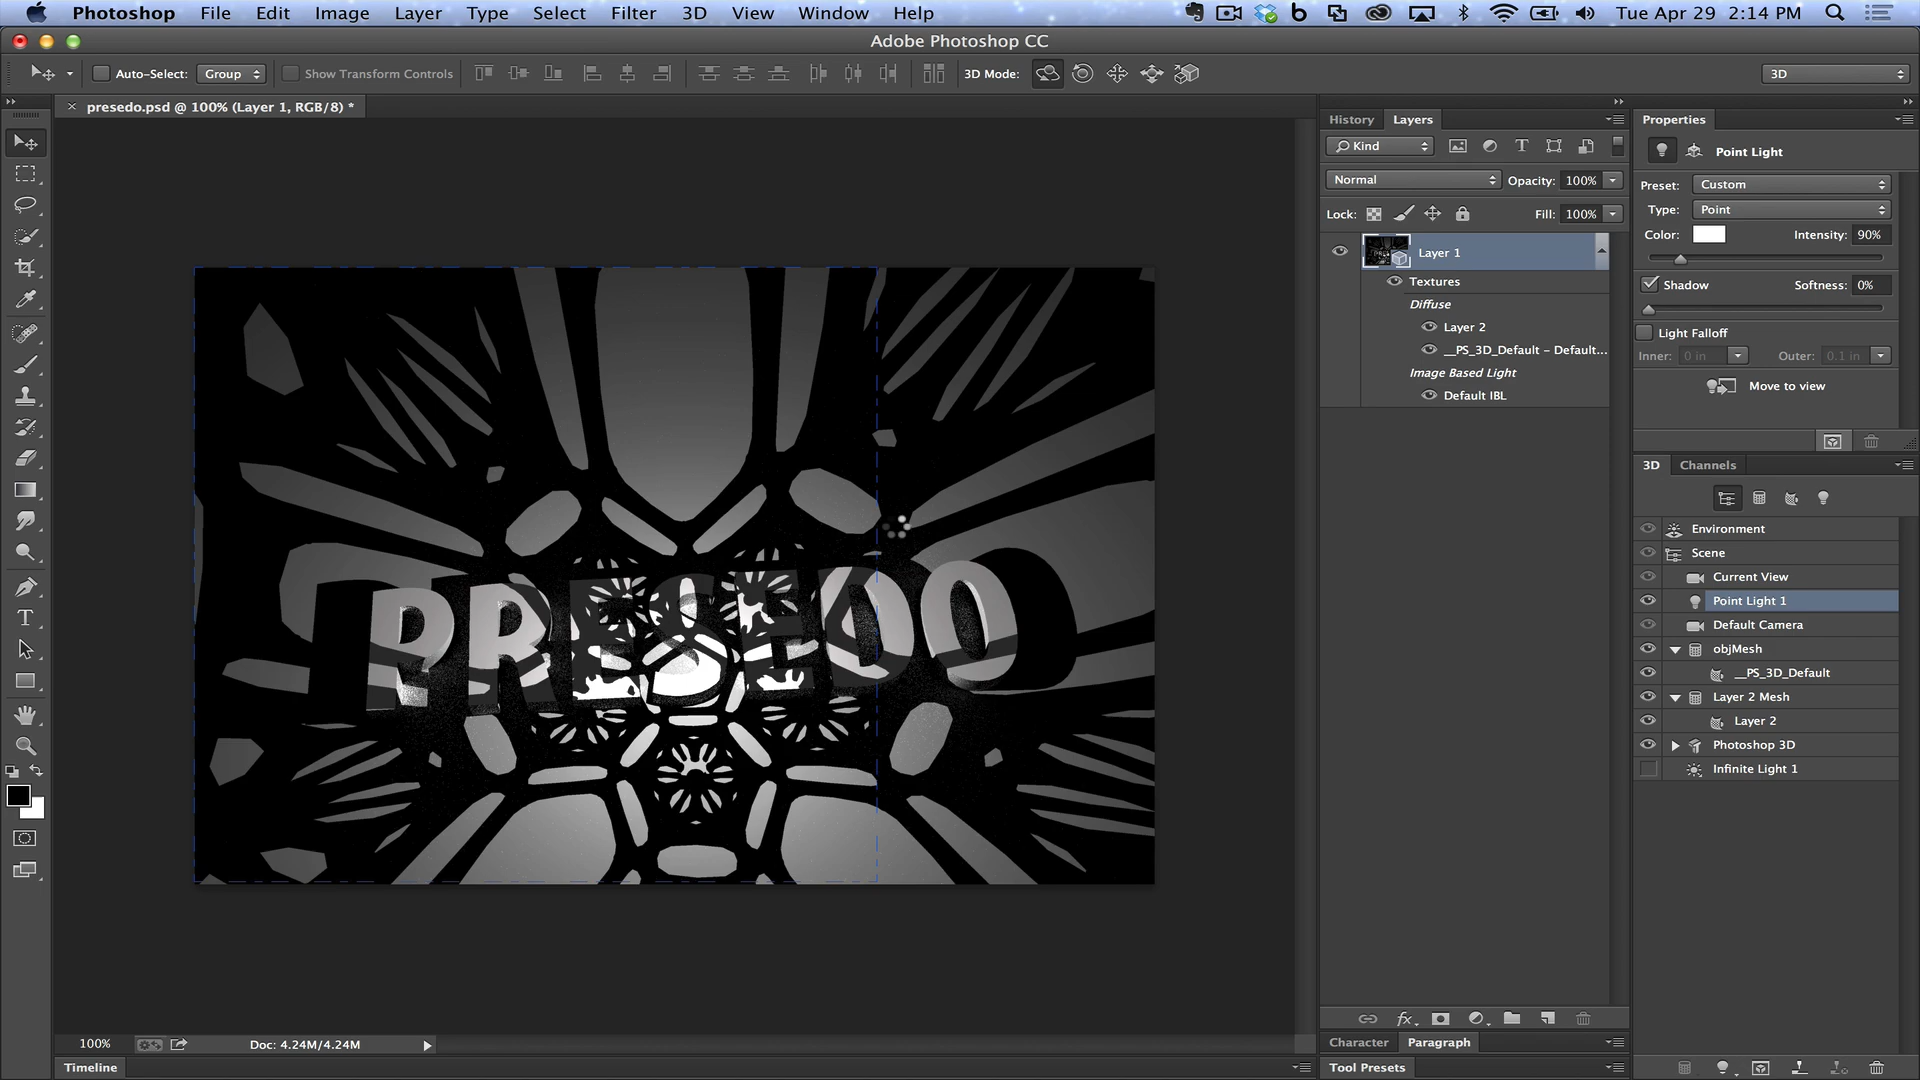 Photoshop File Edit Image Layer Type Select Filter 3D View Window Help Tue Apr 29 2:14 PM
Adobe Photoshop CC
Auto-Select: Group Show Transform Controls 3D Mode: 3D
presedo.psd @ 100% (Layer 1, RGB/8) *
History Layers
Kind
Normal Opacity: 100%
Lock: Fill: 100%
Layer 1
Textures
Diffuse
Layer 2
__PS_3D_Default - Default...
Image Based Light
Default IBL
Properties
Point Light
Preset: Custom
Type: Point
Color: Intensity: 90%
Shadow Softness: 0%
Light Falloff
Inner: 0 in Outer: 0.1 in
Move to view
3D Channels
Environment
Scene
Current View
Point Light 1
Default Camera
objMesh
__PS_3D_Default
Layer 2 Mesh
Layer 2
Photoshop 3D
Infinite Light 1
PRESEDO
100% Doc: 4.24M/4.24M
Timeline
Character Paragraph
Tool Presets